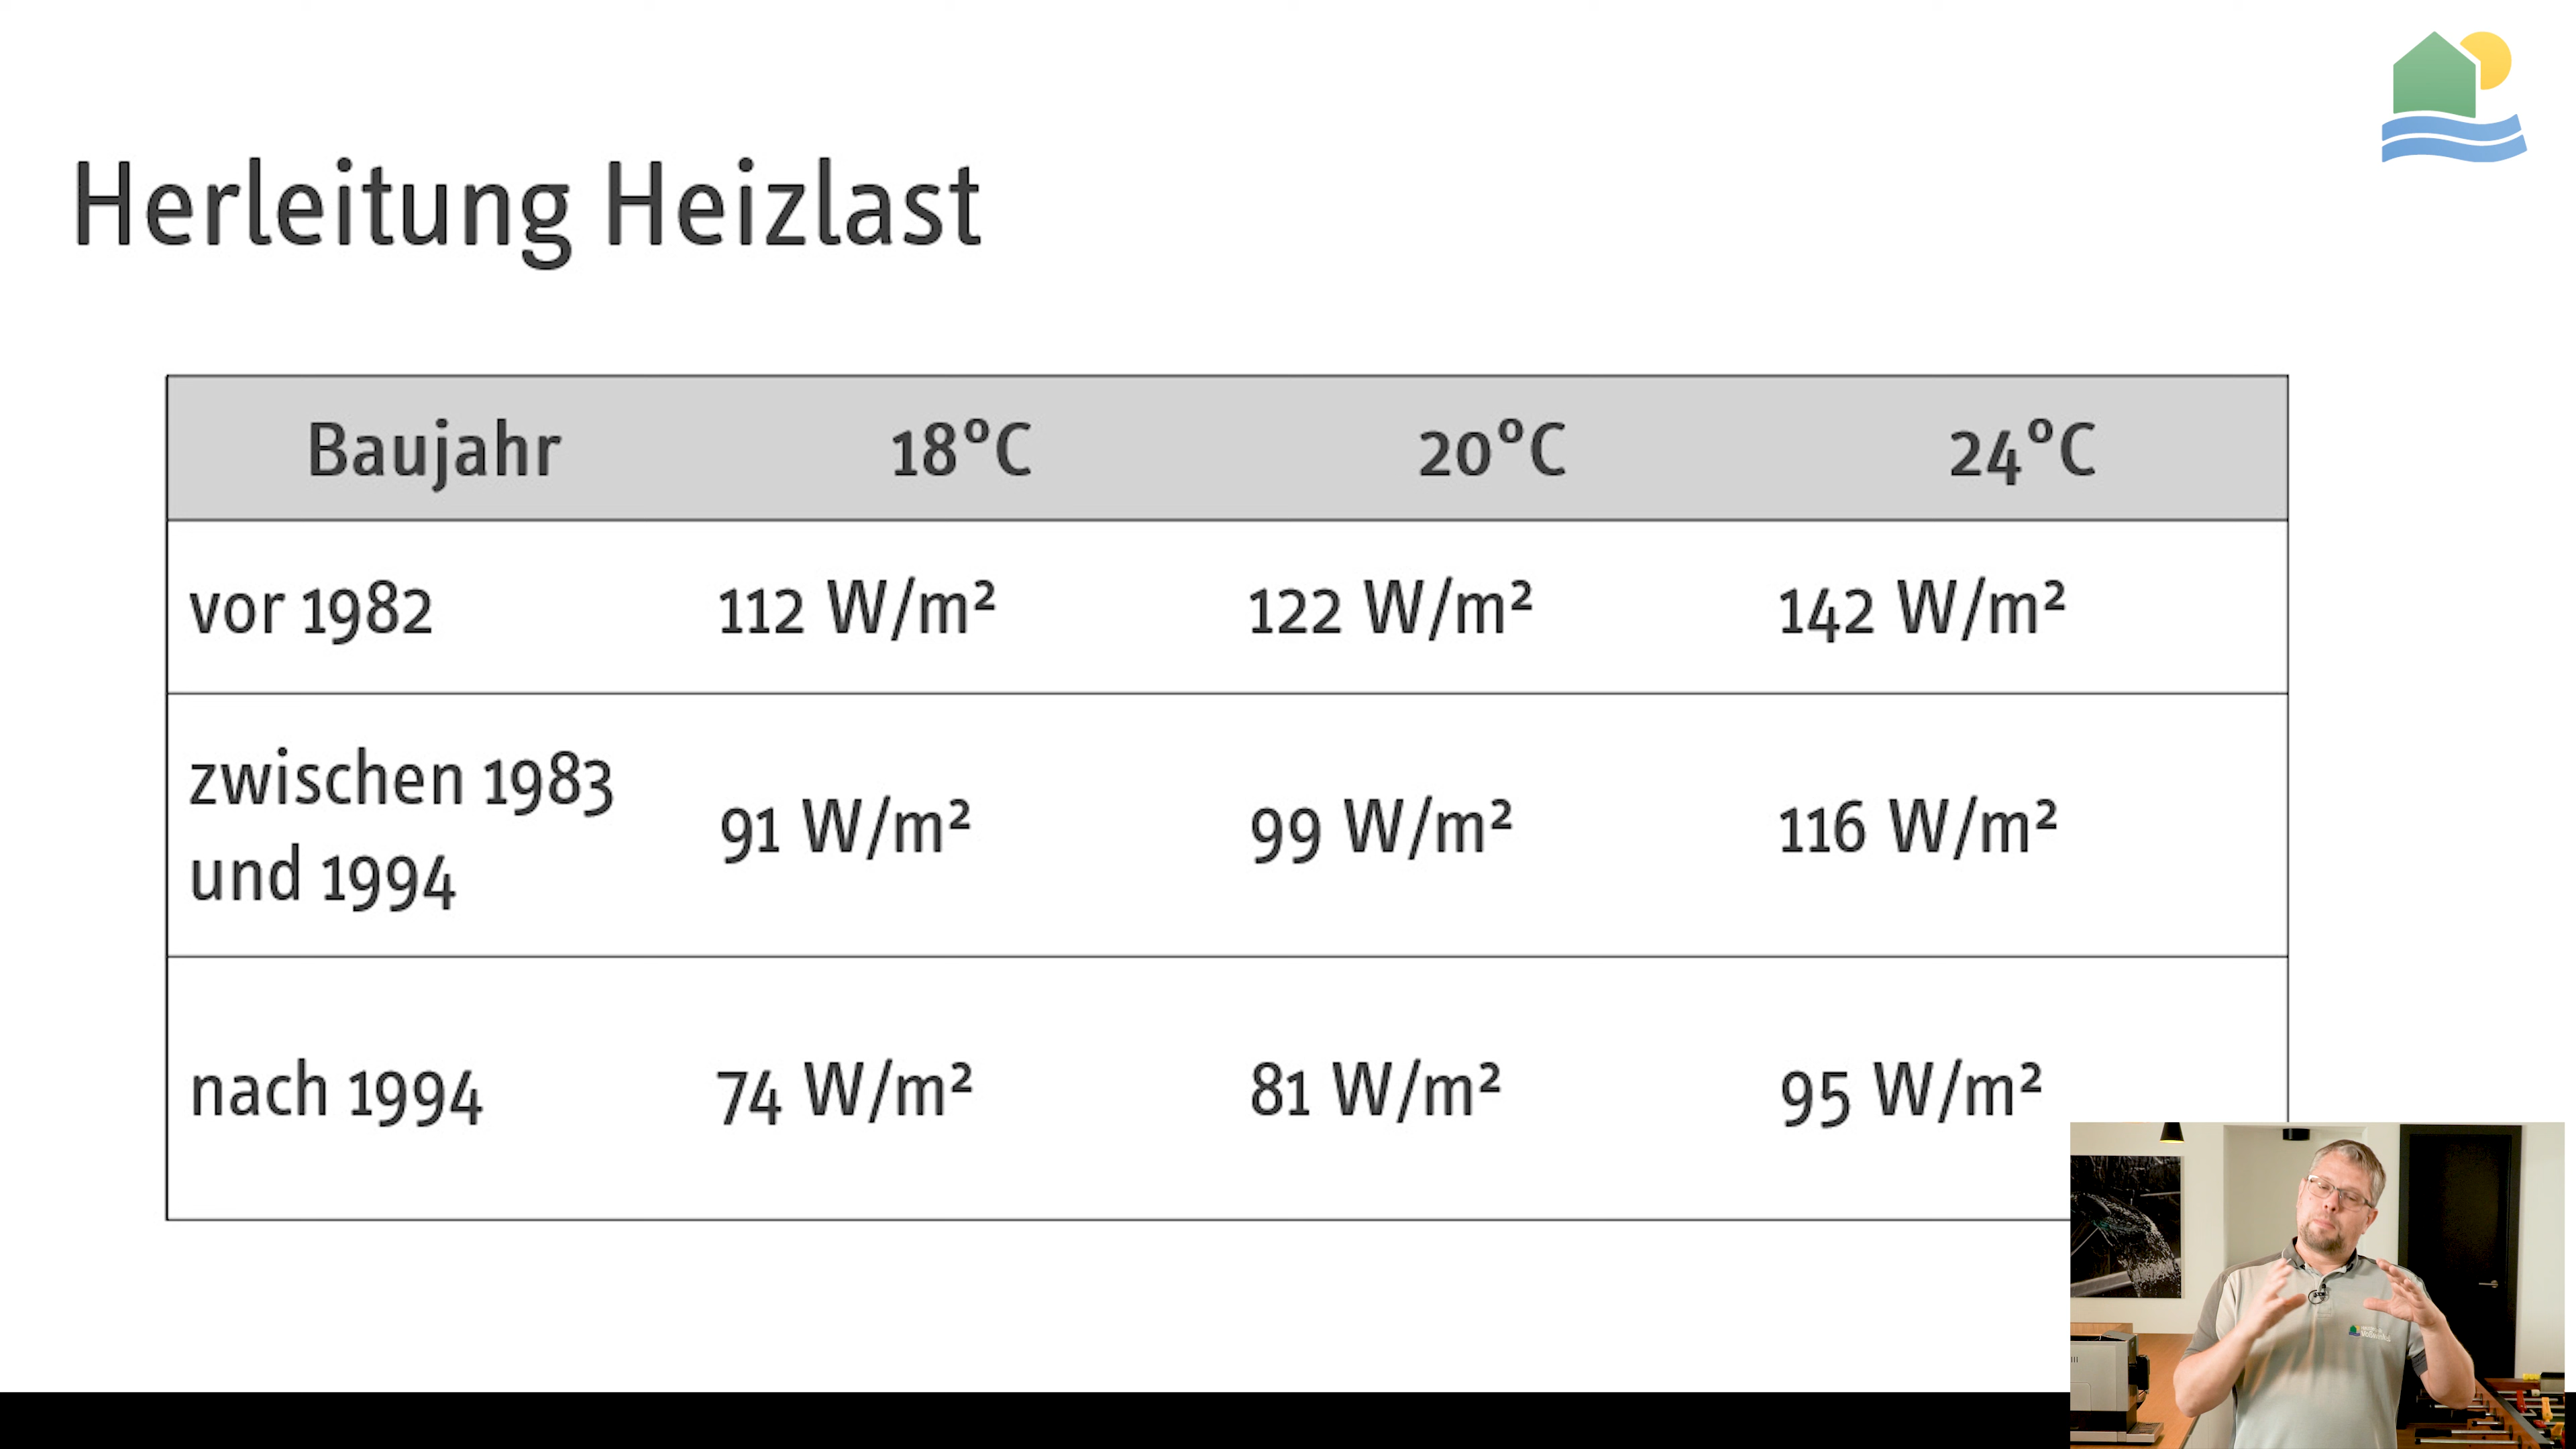 Herleitung Heizlast
Baujahr 18°C 20°C 24°C
vor 1982 112 W/m² 122 W/m² 142 W/m²
zwischen 1983
und 1994 91 W/m² 99 W/m² 116 W/m²
nach 1994 74 W/m² 81 W/m² 95 W/m²